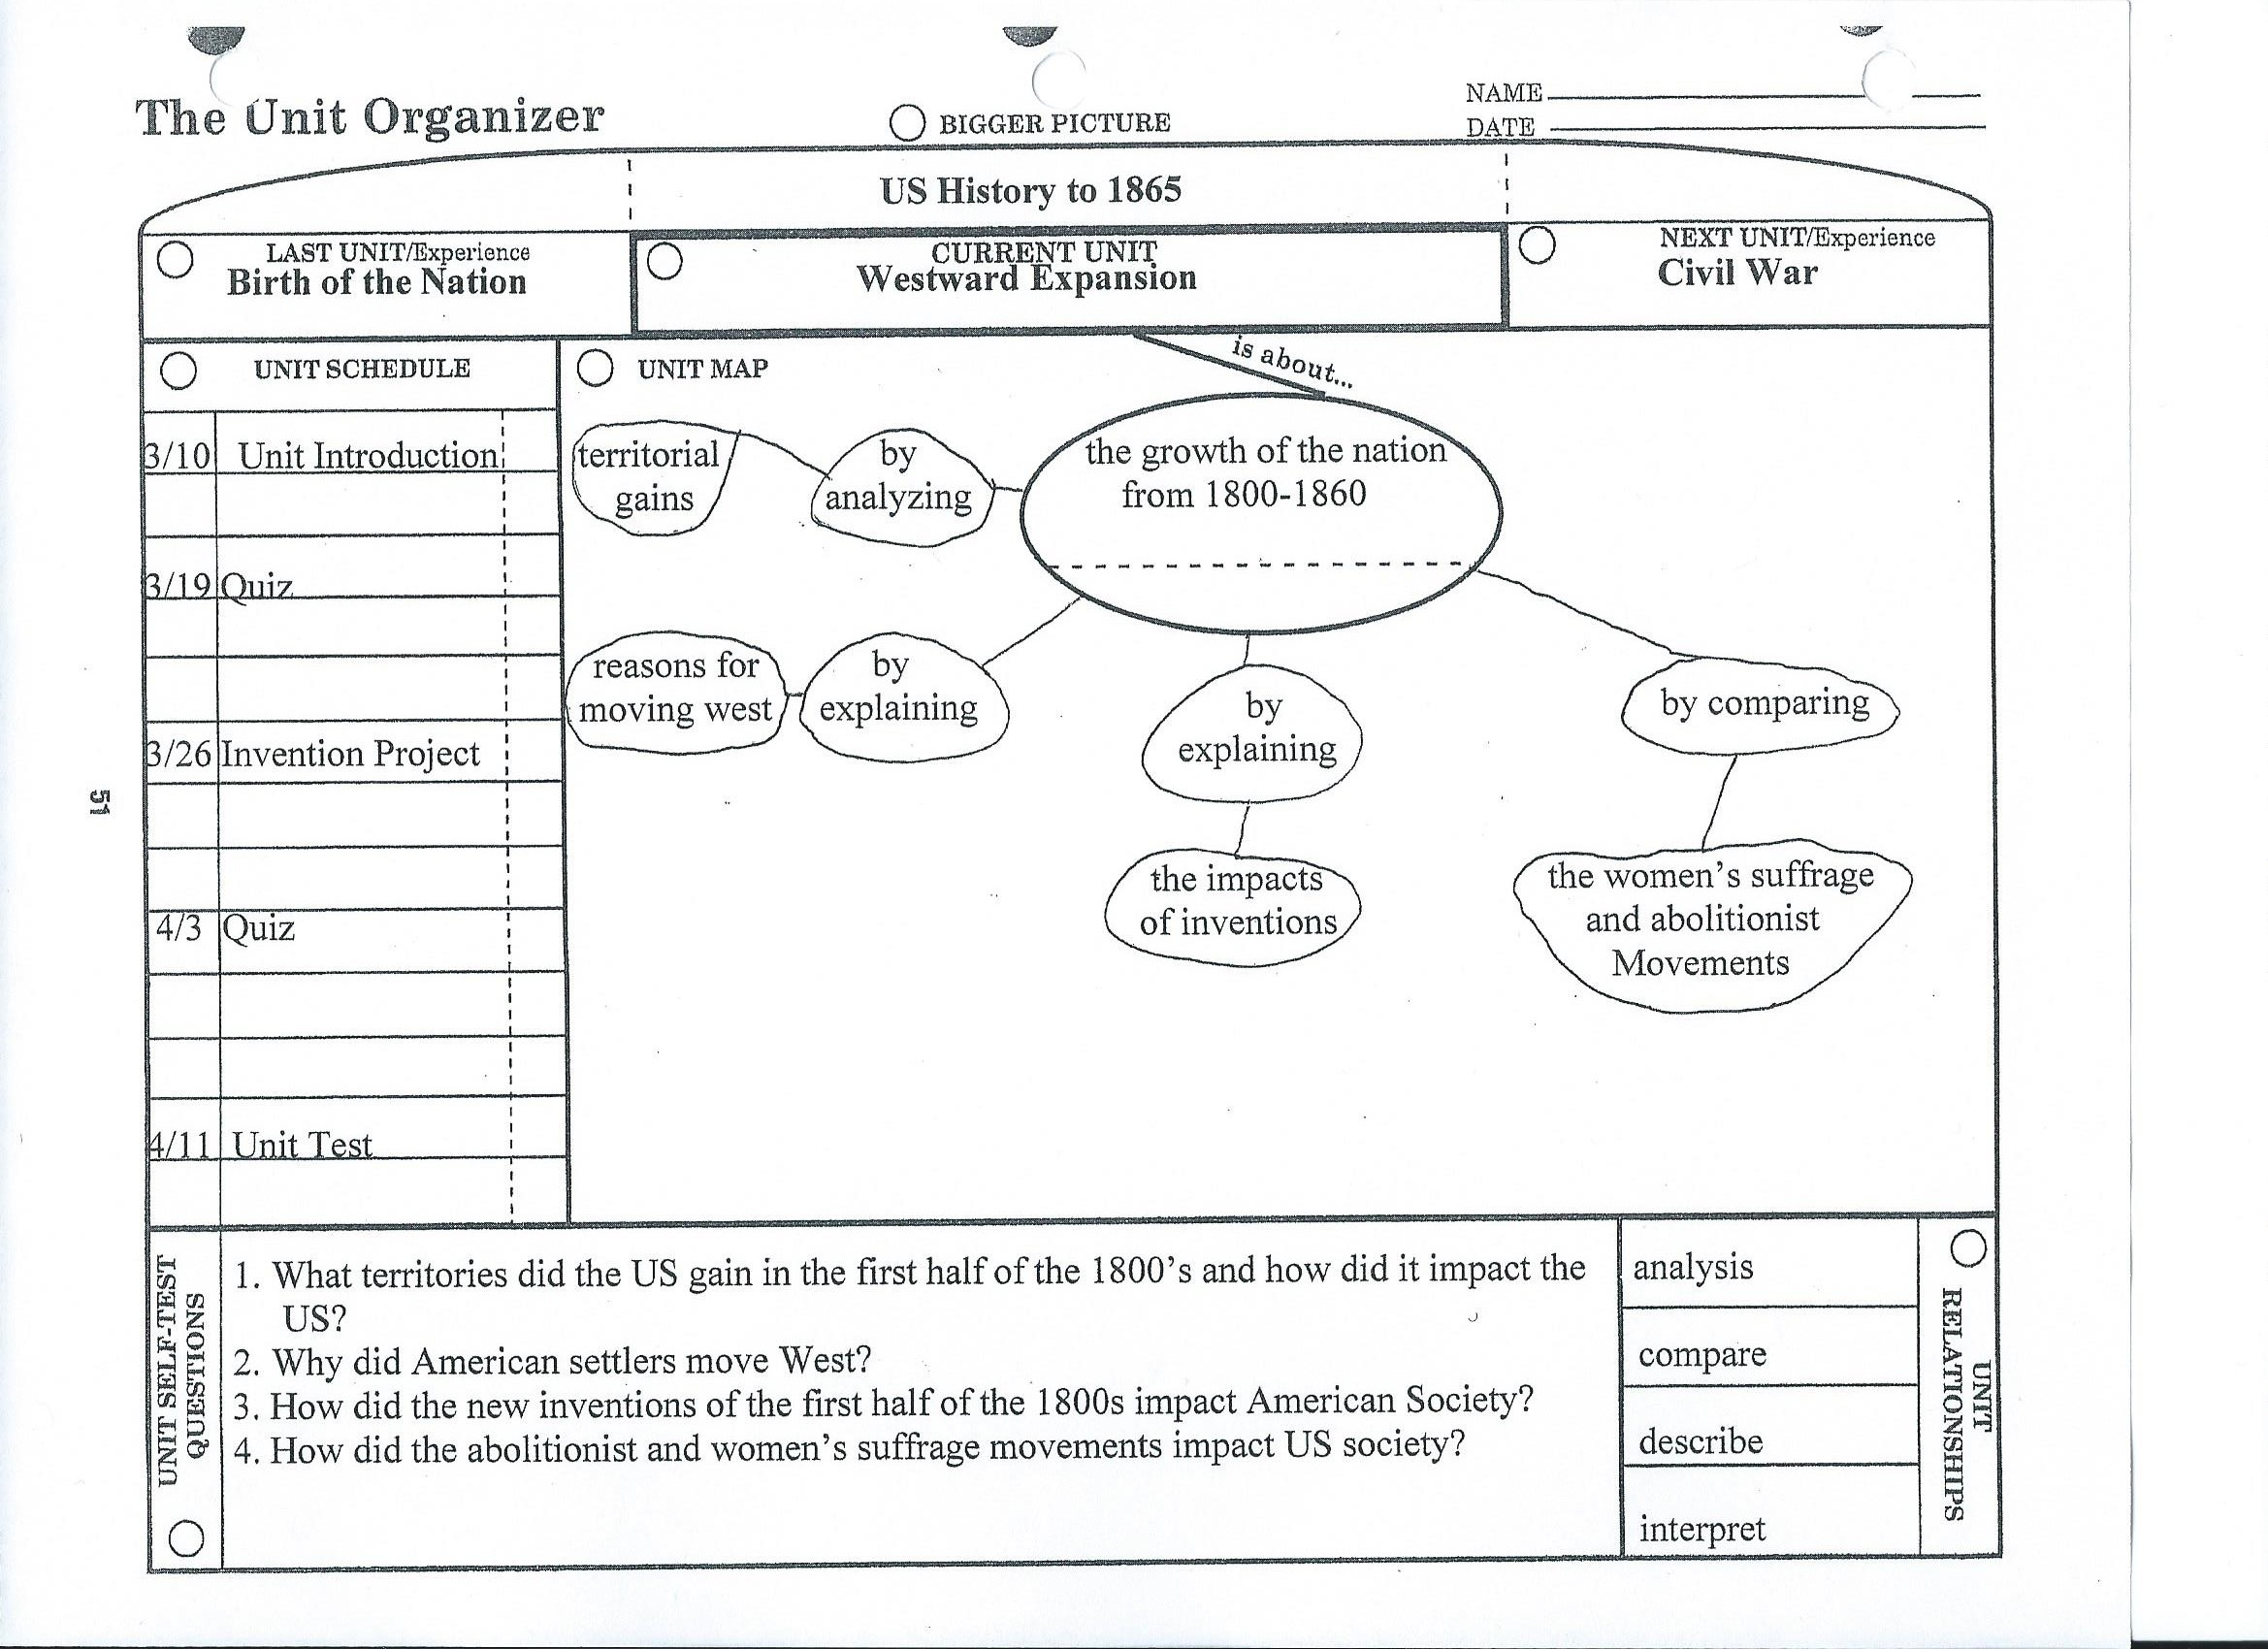 The Unit Organizer
BIGGER PICTURE
NAME
DATE
US History to 1865
LAST UNIT/Experience
Birth of the Nation
CURRENT UNIT
Westward Expansion
NEXT UNIT/Experience
Civil War
UNIT SCHEDULE
3/10 Unit Introduction
3/19 Quiz
3/26 Invention Project
4/3 Quiz
4/11 Unit Test
UNIT MAP
is about...
the growth of the nation
from 1800-1860
territorial
gains
by
analyzing
reasons for
moving west
by
explaining
by
explaining
the impacts
of inventions
by comparing
the women's suffrage
and abolitionist
Movements
51
UNIT SELF-TEST
QUESTIONS
1. What territories did the US gain in the first half of the 1800's and how did it impact the
US?
2. Why did American settlers move West?
3. How did the new inventions of the first half of the 1800s impact American Society?
4. How did the abolitionist and women's suffrage movements impact US society?
analysis
compare
describe
interpret
UNIT
RELATIONSHIPS